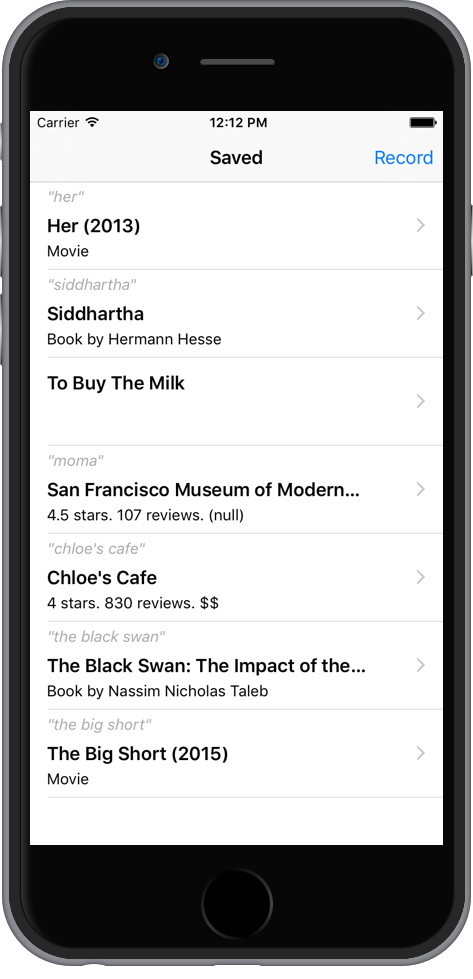 Carrier 12:12 PM
Saved Record
"her"
Her (2013)
Movie
"siddhartha"
Siddhartha
Book by Hermann Hesse
To Buy The Milk
"moma"
San Francisco Museum of Modern...
4.5 stars. 107 reviews. (null)
"chloe's cafe"
Chloe's Cafe
4 stars. 830 reviews. $$
"the black swan"
The Black Swan: The Impact of the...
Book by Nassim Nicholas Taleb
"the big short"
The Big Short (2015)
Movie